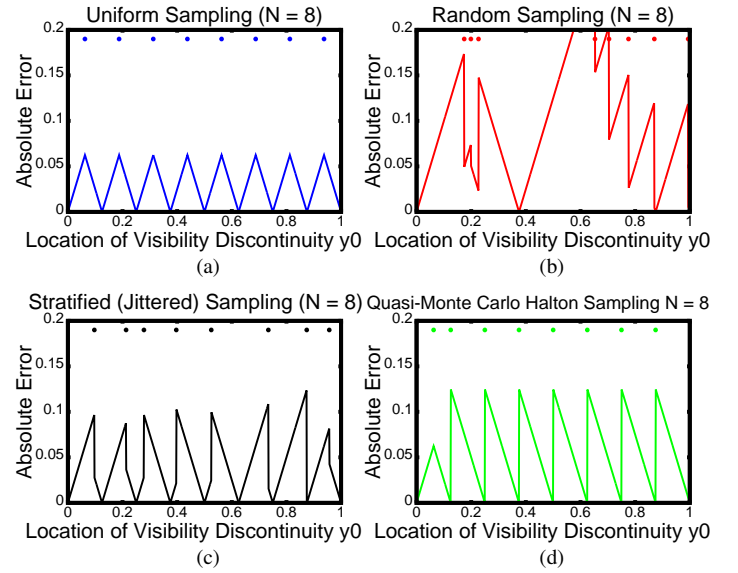 Uniform Sampling (N = 8)
Absolute Error
0.2
0.15
0.1
0.05
0
0 0.2 0.4 0.6 0.8 1
Location of Visibility Discontinuity y0
(a)
Random Sampling (N = 8)
Absolute Error
0.2
0.15
0.1
0.05
0
0 0.2 0.4 0.6 0.8 1
Location of Visibility Discontinuity y0
(b)
Stratified (Jittered) Sampling (N = 8)
Absolute Error
0.2
0.15
0.1
0.05
0
0 0.2 0.4 0.6 0.8 1
Location of Visibility Discontinuity y0
(c)
Quasi-Monte Carlo Halton Sampling N = 8
Absolute Error
0.2
0.15
0.1
0.05
0
0 0.2 0.4 0.6 0.8 1
Location of Visibility Discontinuity y0
(d)